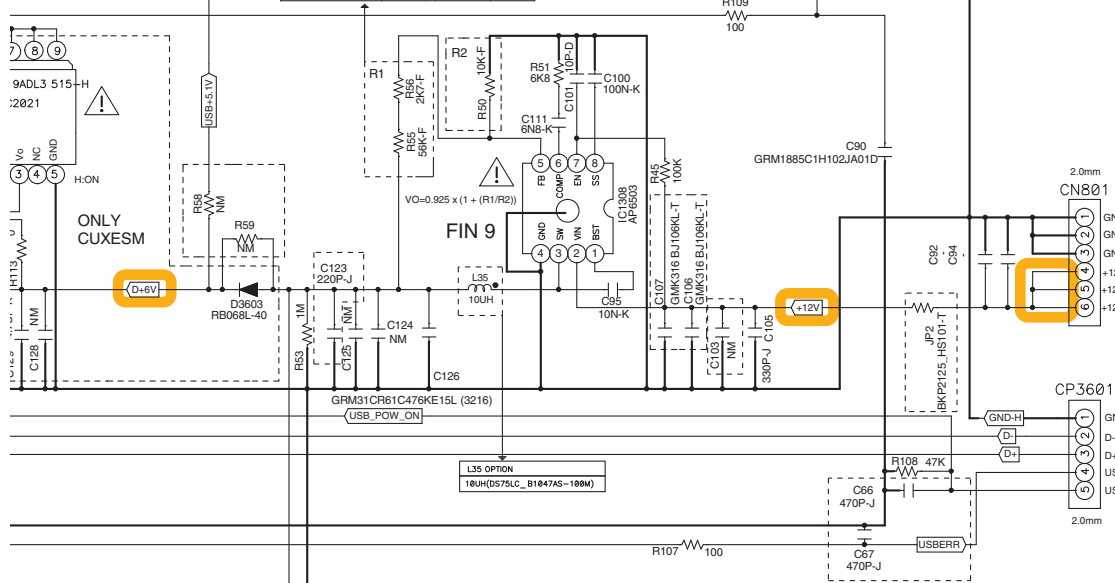 R109
100
7
8
9
9ADL3 515-H
C2021
Vo
NC
GND
3
4
5
H:ON
ONLY
CUXESM
USB+5.1V
R58
NM
R59
NM
R113
D+6V
D3603
RB068L-40
NM
C128
R1
R56
2K7-F
R55
56K-F
R2
10K-F
R50
R51
6K8
10P-D
C101
C100
100N-K
C111
6N8-K
5
6
7
8
FB
COMP
EN
SS
VO=0.925 x (1 + (R1/R2))
FIN 9
IC1308
AP6503
GND
SW
VIN
BST
4
3
2
1
R45
100K
C90
GRM1885C1H102JA01D
C123
220P-J
L35
10UH
C95
10N-K
GMK316 BJ106KL-T
C107
GMK316 BJ106KL-T
C106
1M
R53
NM
C125
C124
NM
C126
C103
NM
C105
330P-J
+12V
JP2
BKP2125_HS101-T
C92
C94
2.0mm
CN801
1
GN
2
GN
3
GN
4
+12
5
+12
6
+12
GRM31CR61C476KE15L (3216)
USB_POW_ON
L35 OPTION
10UH(DS75LC_B1047AS-100M)
CP3601
GND-H
1
GN
D-
2
D-
D+
3
D+
4
US
5
US
2.0mm
R108
47K
C66
470P-J
R107
100
C67
470P-J
USBERR